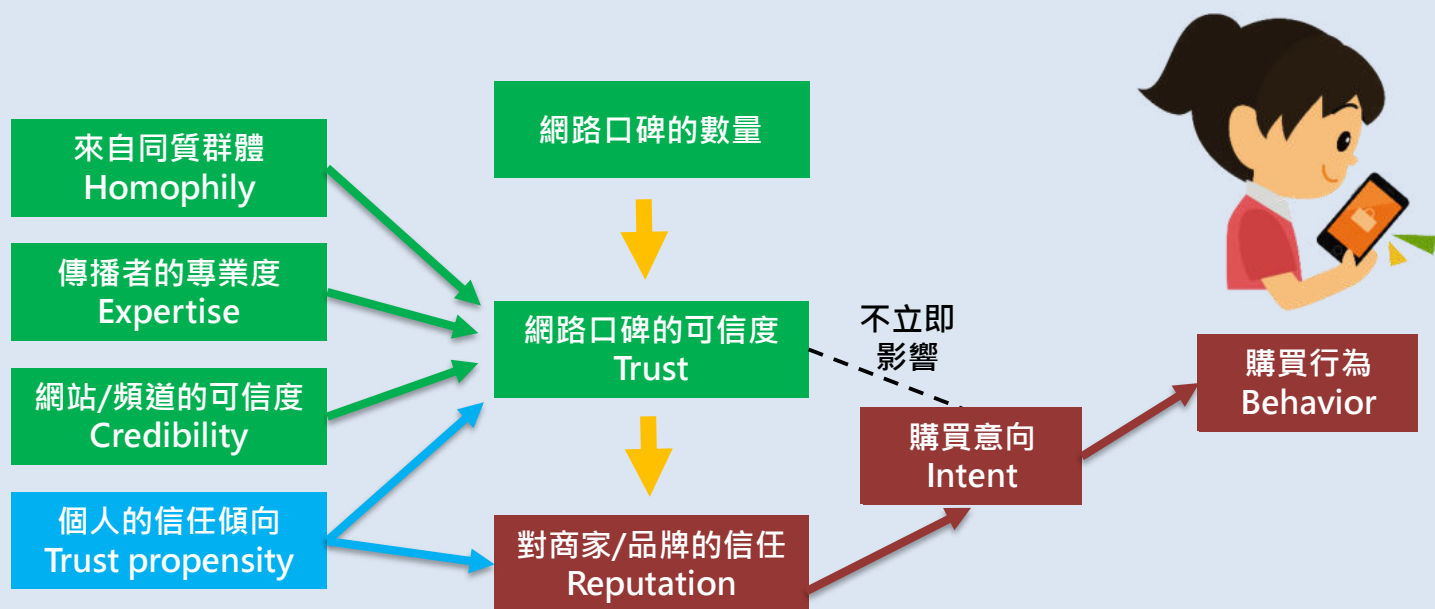 來自同質群體
Homophily
傳播者的專業度
Expertise
網站/頻道的可信度
Credibility
個人的信任傾向
Trust propensity
網路口碑的數量
網路口碑的可信度
Trust
對商家/品牌的信任
Reputation
不立即
影響
購買意向
Intent
購買行為
Behavior